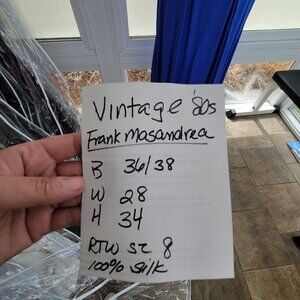 Vintage '80s
Frank Masandrea
B 36/38
W 28
H 34
RTW SZ 8
100% Silk